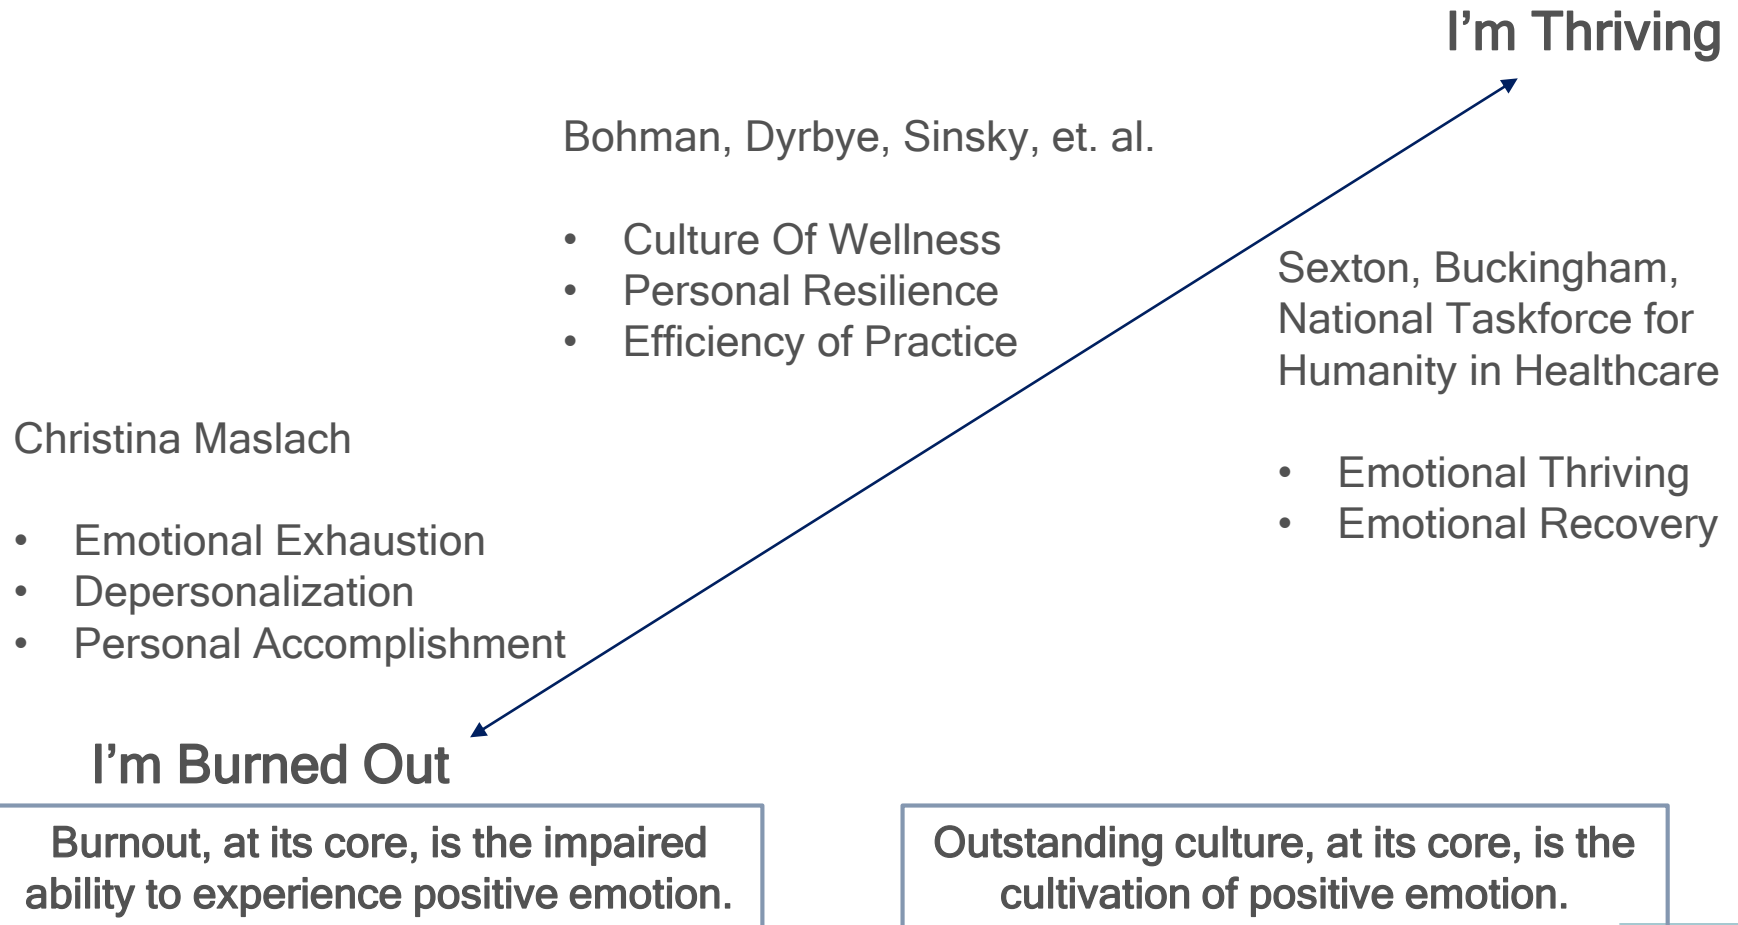 I’m Thriving
Bohman, Dyrbye, Sinsky, et. al.
• Culture Of Wellness
• Personal Resilience
• Efficiency of Practice
Sexton, Buckingham,
National Taskforce for
Humanity in Healthcare
• Emotional Thriving
• Emotional Recovery
Christina Maslach
• Emotional Exhaustion
• Depersonalization
• Personal Accomplishment
I’m Burned Out
Burnout, at its core, is the impaired
ability to experience positive emotion.
Outstanding culture, at its core, is the
cultivation of positive emotion.